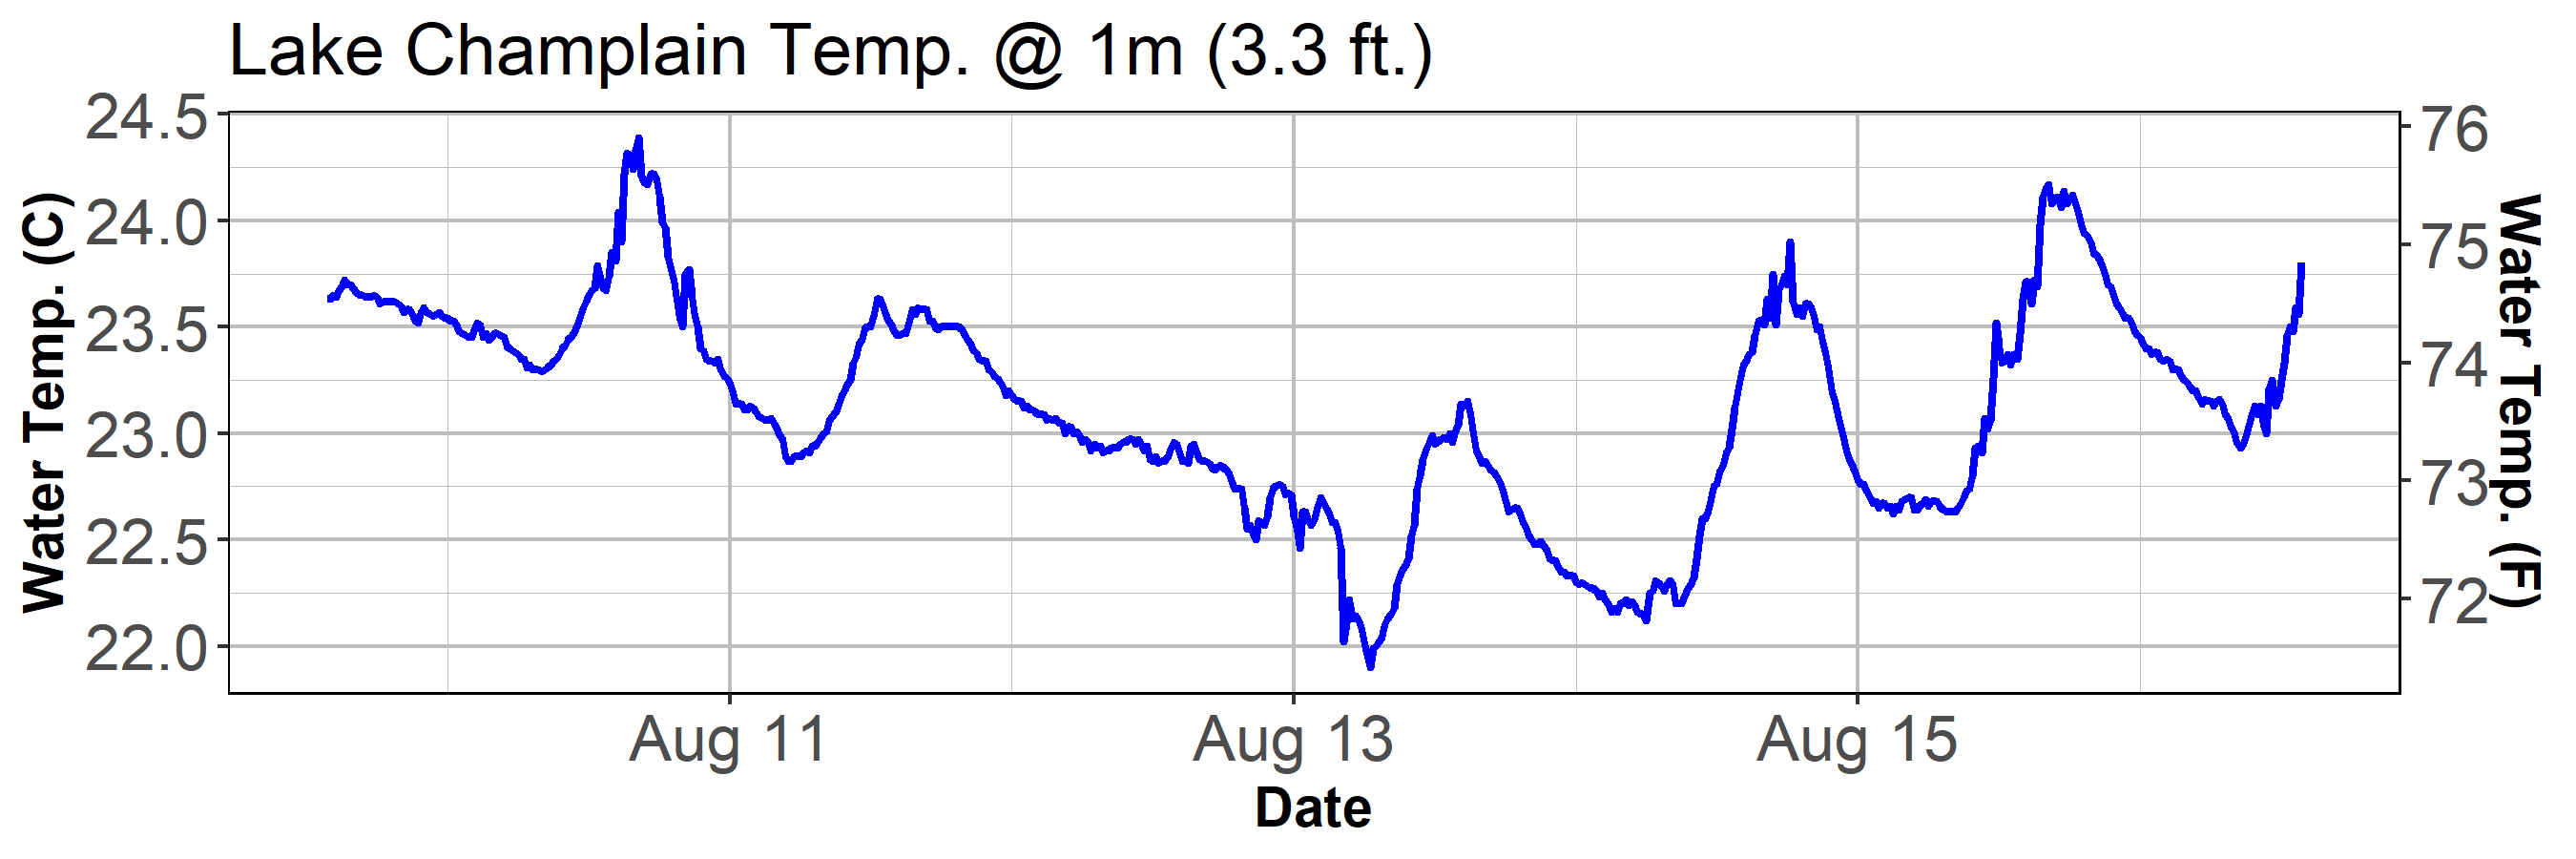 Lake Champlain Temp. @ 1m (3.3 ft.)
Water Temp. (C)
24.5
24.0
23.5
23.0
22.5
22.0
76
75
74
73
72
Water Temp. (F)
Aug 11
Aug 13
Aug 15
Date